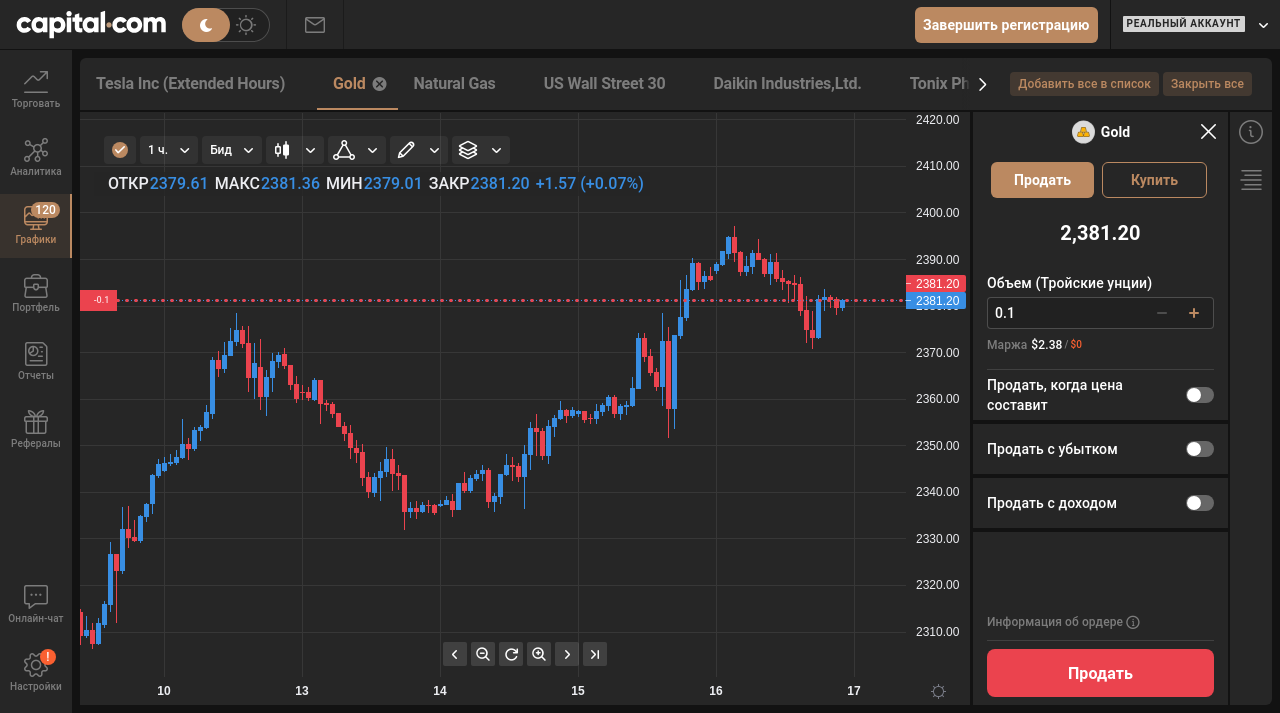 capital.com
Завершить регистрацию
РЕАЛЬНЫЙ АККАУНТ
Торговать
Аналитика
120
Графики
Портфель
Отчеты
Рефералы
Онлайн-чат
!
Настройки
Tesla Inc (Extended Hours)
Gold
Natural Gas
US Wall Street 30
Daikin Industries,Ltd.
Tonix Ph
Добавить все в список
Закрыть все
1 ч.
Бид
ОТКР2379.61 МАКС2381.36 МИН2379.01 ЗАКР2381.20 +1.57 (+0.07%)
-0.1
2420.00
2410.00
2400.00
2390.00
2381.20
2381.20
2370.00
2360.00
2350.00
2340.00
2330.00
2320.00
2310.00
10
13
14
15
16
17
Gold
Продать
Купить
2,381.20
Объем (Тройские унции)
0.1
Маржа $2.38 / $0
Продать, когда цена
составит
Продать с убытком
Продать с доходом
Информация об ордере
Продать